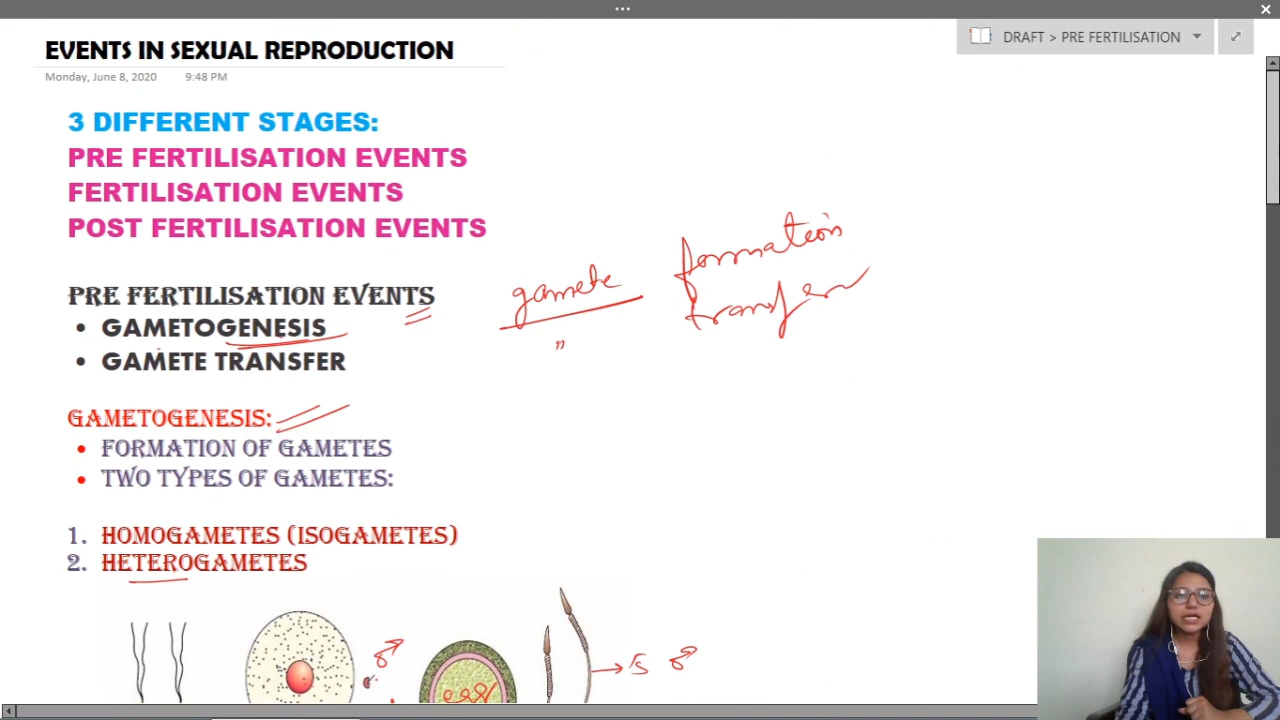 EVENTS IN SEXUAL REPRODUCTION
DRAFT > PRE FERTILISATION
Monday, June 8, 2020 9:48 PM
3 DIFFERENT STAGES:
PRE FERTILISATION EVENTS
FERTILISATION EVENTS
POST FERTILISATION EVENTS
PRE FERTILISATION EVENTS
• GAMETOGENESIS
• GAMETE TRANSFER
gamete formation
" transfer
GAMETOGENESIS:
• FORMATION OF GAMETES
• TWO TYPES OF GAMETES:
1. HOMOGAMETES (ISOGAMETES)
2. HETEROGAMETES
egg